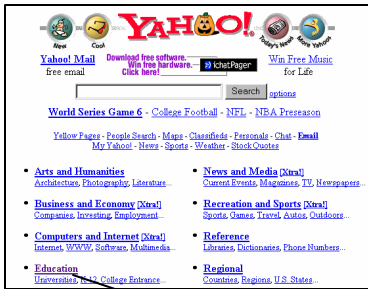 New Cool YAHOO! Today's News More Yahoos
Yahoo! Mail
free email
Download free software.
Win free hardware.
Click here!
ichat Pager
Win Free Music
for Life
Search options
World Series Game 6 - College Football - NFL - NBA Preseason
Yellow Pages - People Search - Maps - Classifieds - Personals - Chat - Email
My Yahoo! - News - Sports - Weather - Stock Quotes
• Arts and Humanities
Architecture, Photography, Literature...
• News and Media [Xtra!]
Current Events, Magazines, TV, Newspapers...
• Business and Economy [Xtra!]
Companies, Investing, Employment...
• Recreation and Sports [Xtra!]
Sports, Games, Travel, Autos, Outdoors...
• Computers and Internet [Xtra!]
Internet, WWW, Software, Multimedia...
• Reference
Libraries, Dictionaries, Phone Numbers...
• Education
Universities, K-12, College Entrance...
• Regional
Countries, Regions, U.S. States...